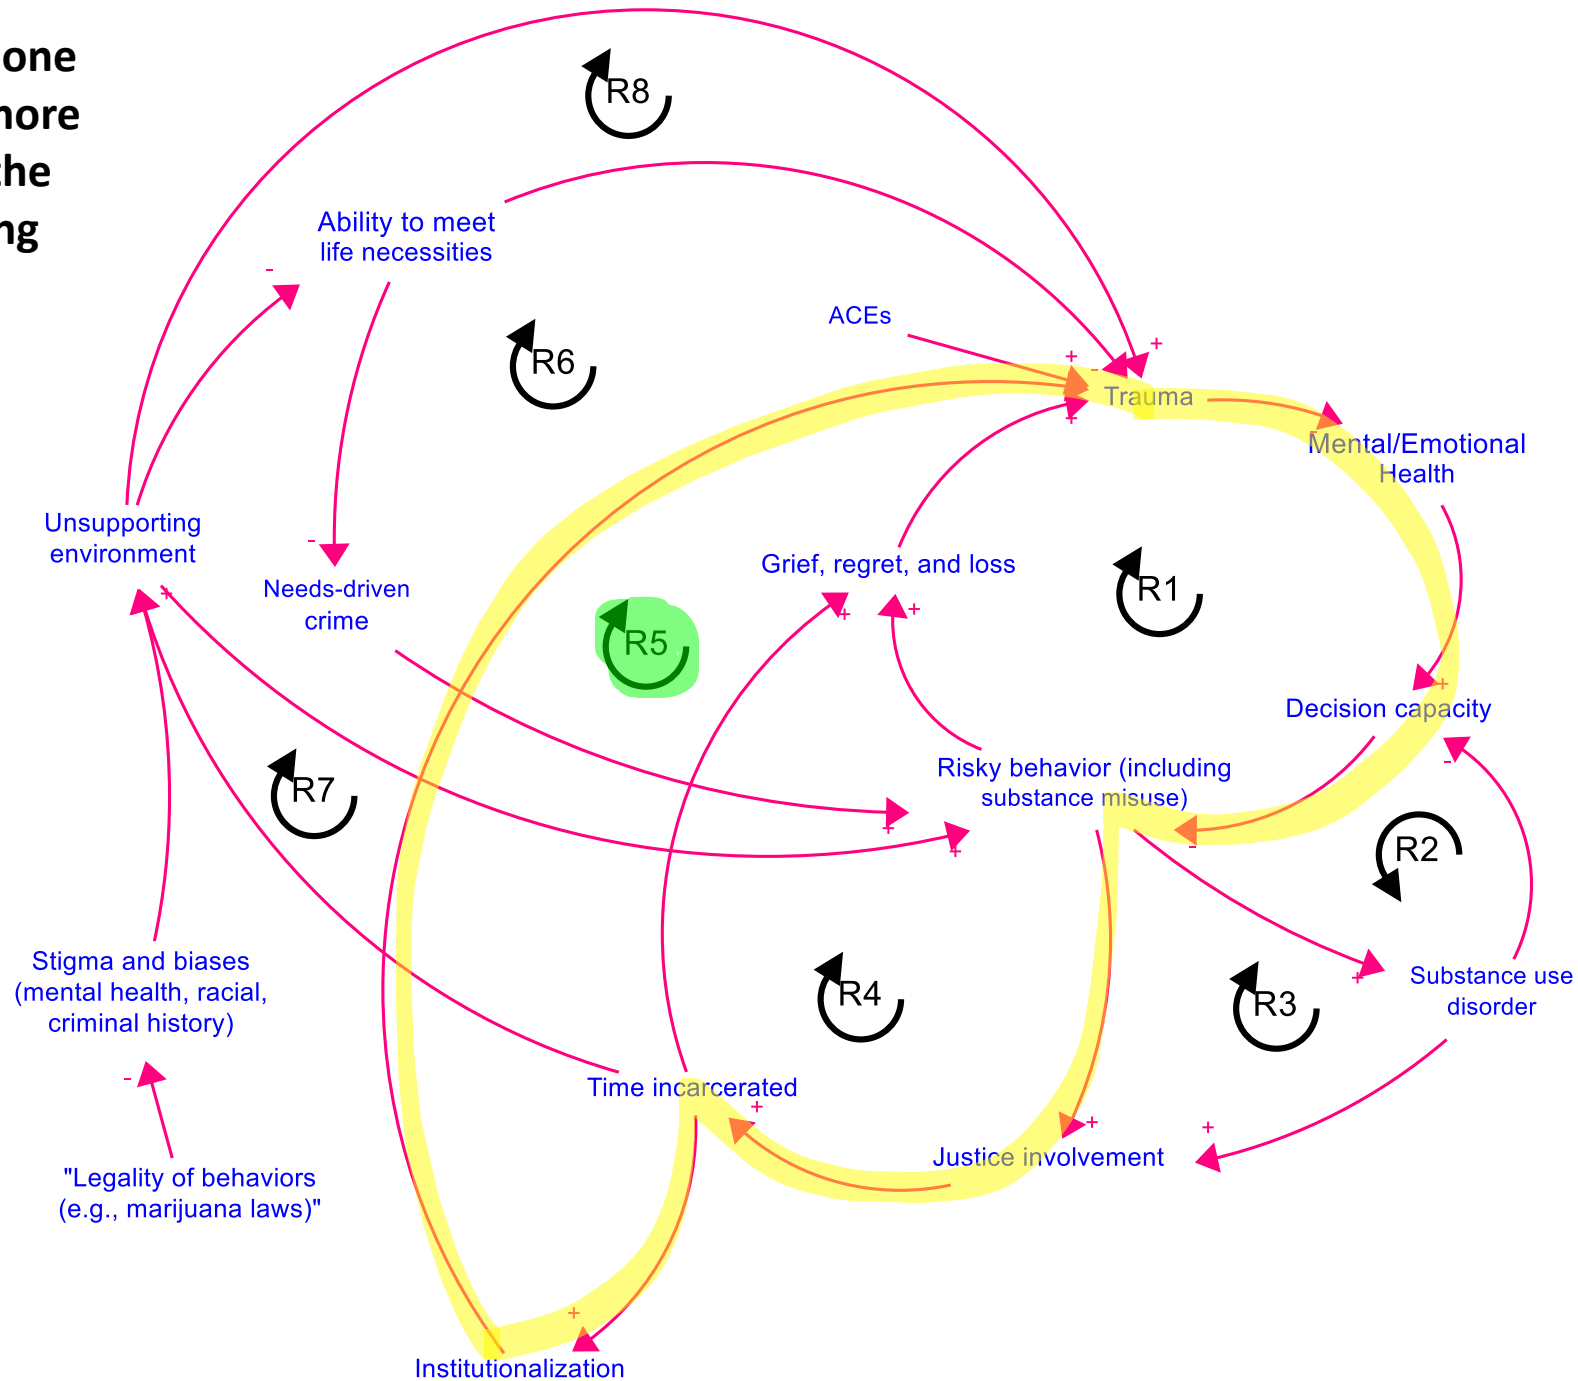 one
more
the
ng
R8
Ability to meet
life necessities
-
ACEs
+
+
-
R6
Trauma
+
-
Mental/Emotional
Health
Unsupporting
environment
Grief, regret, and loss
-
Needs-driven
crime
+
+
+
R1
R5
+
Decision capacity
Risky behavior (including
substance misuse)
-
R7
+
+
-
R2
Stigma and biases
(mental health, racial,
criminal history)
R4
R3
+
Substance use
disorder
-
Time incarcerated
+
+
+
Justice involvement
"Legality of behaviors
(e.g., marijuana laws)"
+
Institutionalization